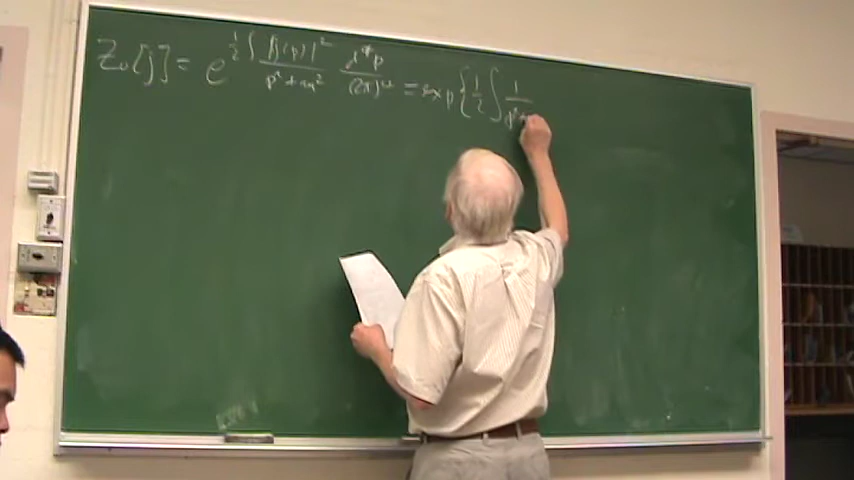 Z₀[j] = e^{½∫ |j(p)|²/(p²+m²) d⁴p/(2π)⁴} = exp{½∫ 1/(p²+